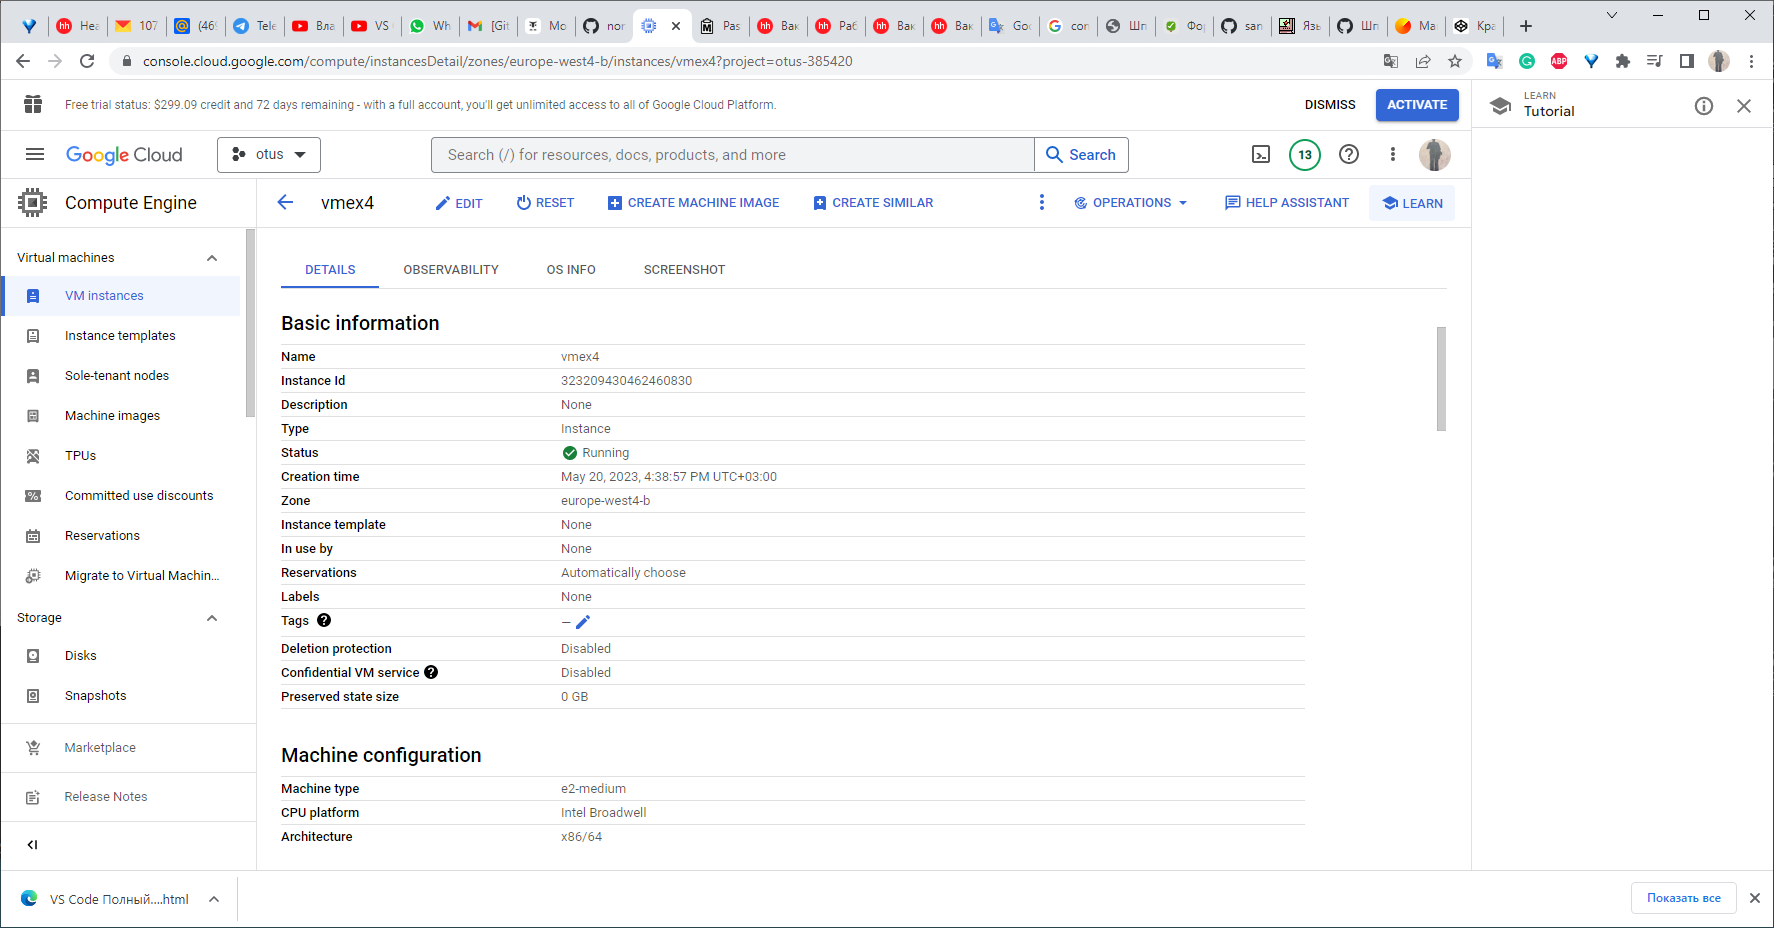 Неа
107
(469
Tele
Вла
VS
Wh
[Git
Mo
nor
Pas
Вак
Раб
Вак
Вак
Goo
con
Шп
Фор
san
Язы
Шп
Ма
Кра
console.cloud.google.com/compute/instancesDetail/zones/europe-west4-b/instances/vmex4?project=otus-385420
Free trial status: $299.09 credit and 72 days remaining - with a full account, you'll get unlimited access to all of Google Cloud Platform.
DISMISS
ACTIVATE
LEARN
Tutorial
Google Cloud
otus
Search (/) for resources, docs, products, and more
Search
13
Compute Engine
vmex4
EDIT
RESET
CREATE MACHINE IMAGE
CREATE SIMILAR
OPERATIONS
HELP ASSISTANT
LEARN
Virtual machines
VM instances
Instance templates
Sole-tenant nodes
Machine images
TPUs
Committed use discounts
Reservations
Migrate to Virtual Machin...
Storage
Disks
Snapshots
Marketplace
Release Notes
DETAILS
OBSERVABILITY
OS INFO
SCREENSHOT
Basic information
Name vmex4
Instance Id 323209430462460830
Description None
Type Instance
Status Running
Creation time May 20, 2023, 4:38:57 PM UTC+03:00
Zone europe-west4-b
Instance template None
In use by None
Reservations Automatically choose
Labels None
Tags —
Deletion protection Disabled
Confidential VM service Disabled
Preserved state size 0 GB
Machine configuration
Machine type e2-medium
CPU platform Intel Broadwell
Architecture x86/64
VS Code Полный....html
Показать все